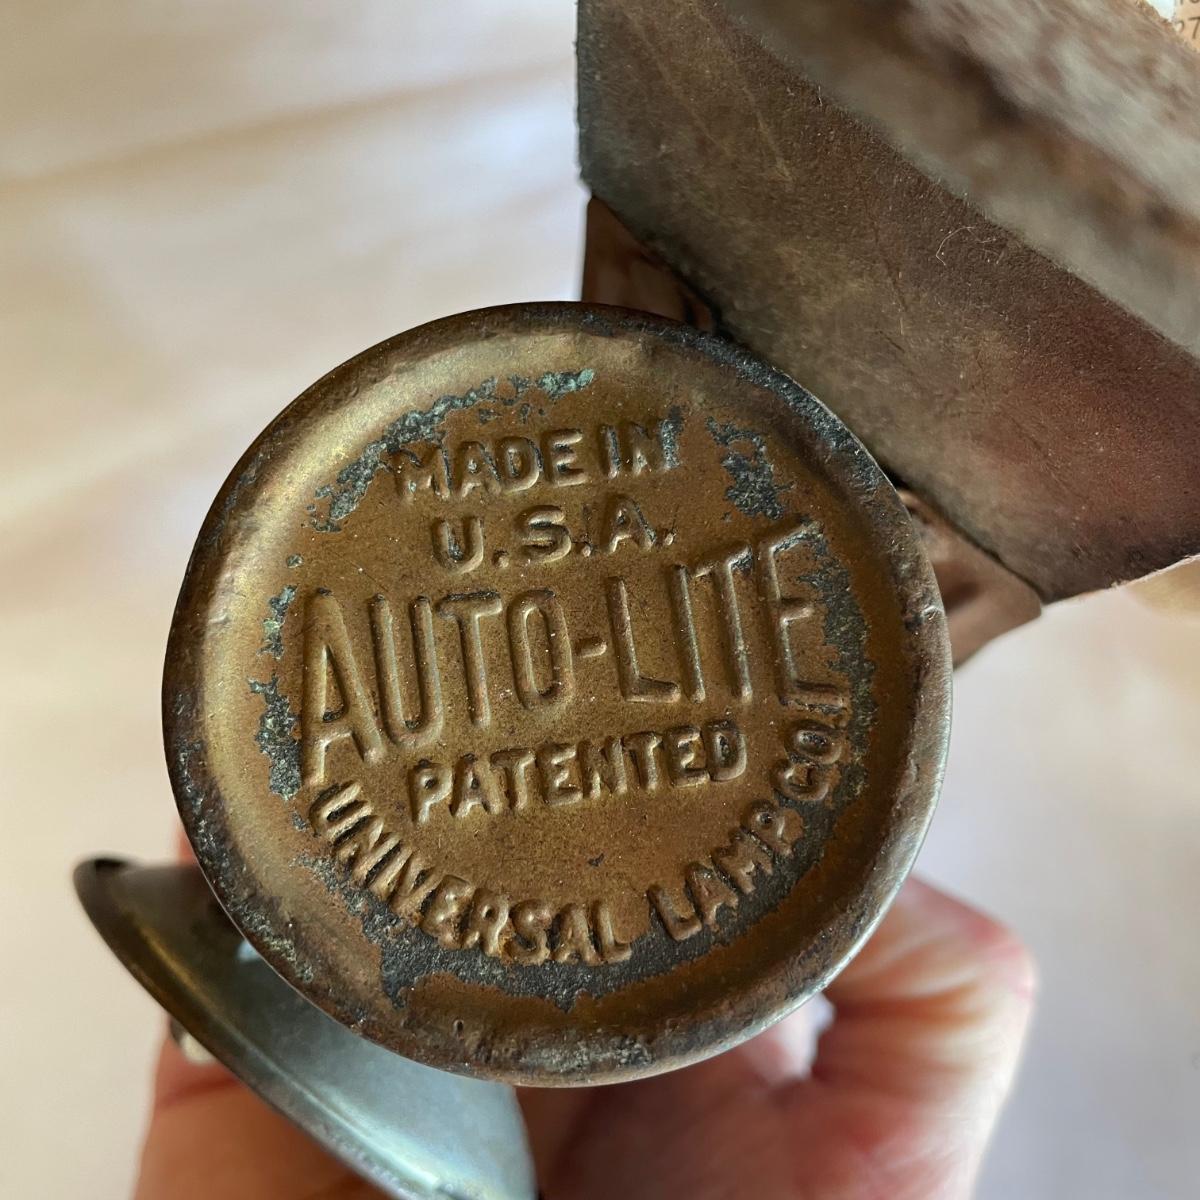 MADE IN
U.S.A.
AUTO-LITE
PATENTED
UNIVERSAL LAMP CO.